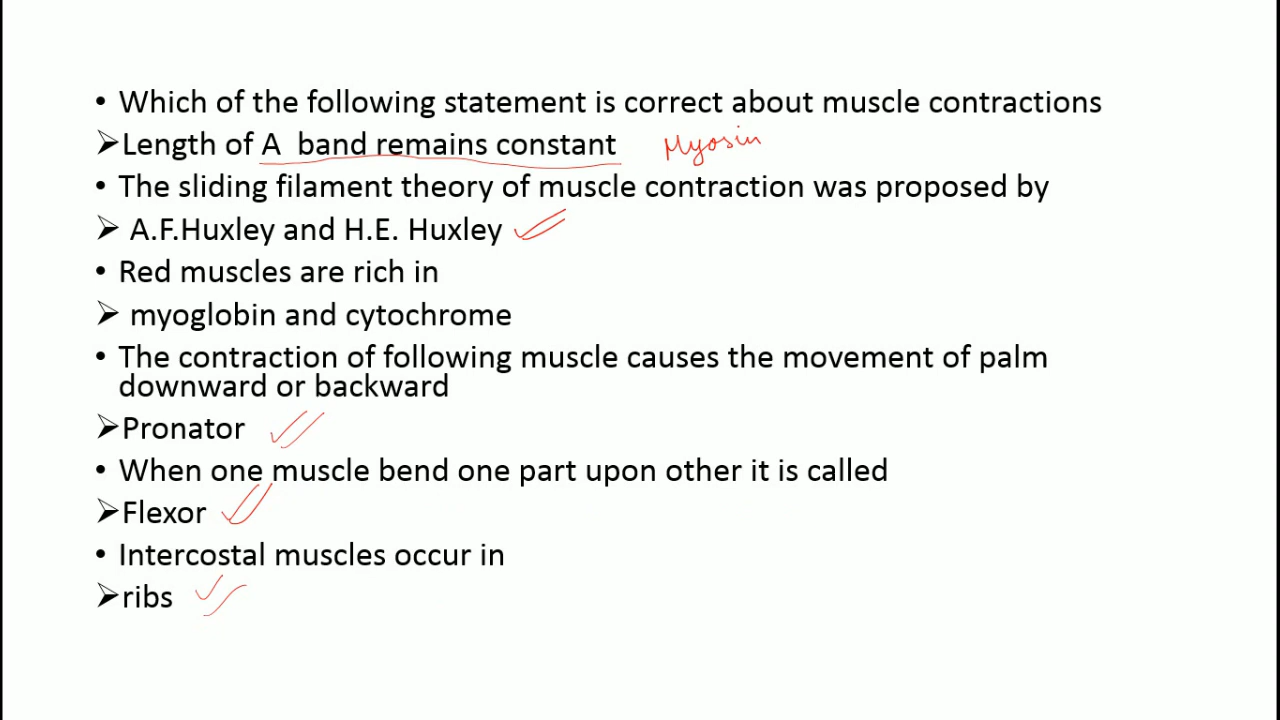 • Which of the following statement is correct about muscle contractions
➢Length of A band remains constant Myosin
• The sliding filament theory of muscle contraction was proposed by
➢ A.F.Huxley and H.E. Huxley
• Red muscles are rich in
➢ myoglobin and cytochrome
• The contraction of following muscle causes the movement of palm
downward or backward
➢Pronator
• When one muscle bend one part upon other it is called
➢Flexor
• Intercostal muscles occur in
➢ribs